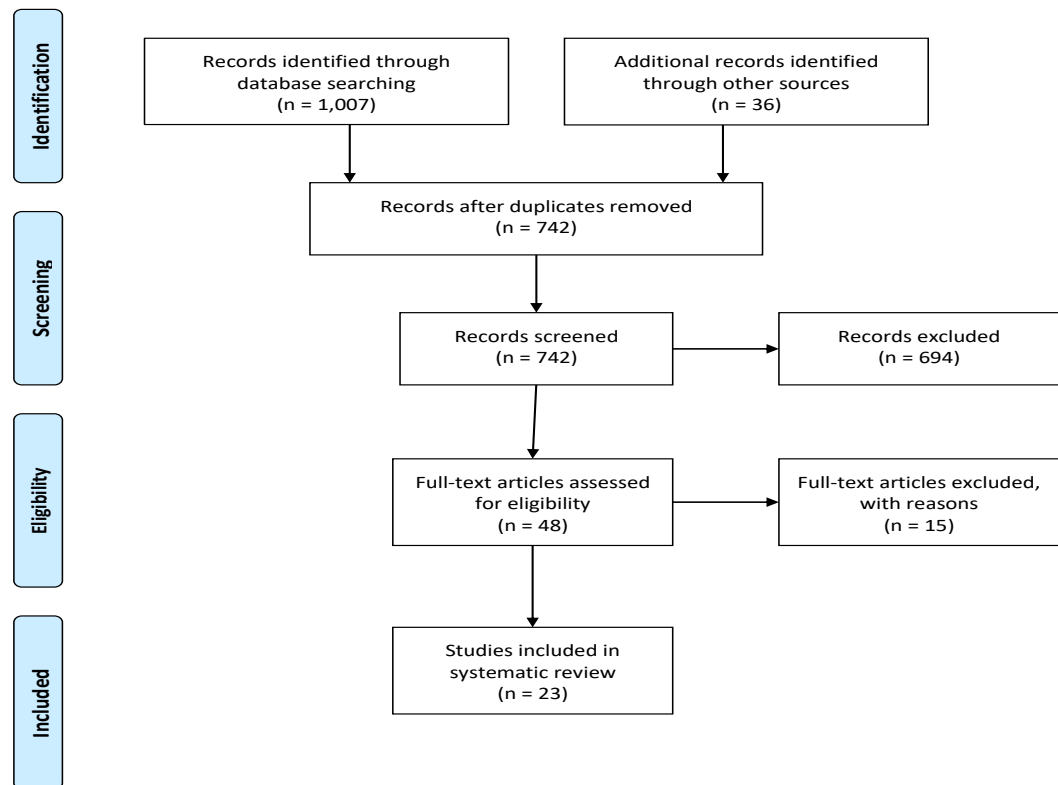 Identification
Records identified through
database searching
(n = 1,007)
Additional records identified
through other sources
(n = 36)
Records after duplicates removed
(n = 742)
Screening
Records screened
(n = 742)
Records excluded
(n = 694)
Eligibility
Full-text articles assessed
for eligibility
(n = 48)
Full-text articles excluded,
with reasons
(n = 15)
Included
Studies included in
systematic review
(n = 23)